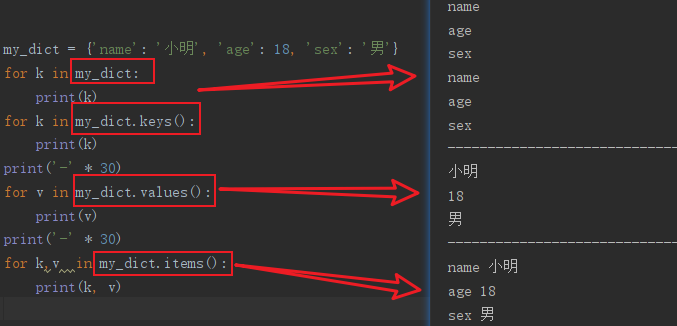 my_dict = {'name': '小明', 'age': 18, 'sex': '男'}
for k in my_dict:
    print(k)
for k in my_dict.keys():
    print(k)
print('-' * 30)
for v in my_dict.values():
    print(v)
print('-' * 30)
for k,v in my_dict.items():
    print(k, v)
name
age
sex
name
age
sex
------------------------------
小明
18
男
------------------------------
name 小明
age 18
sex 男